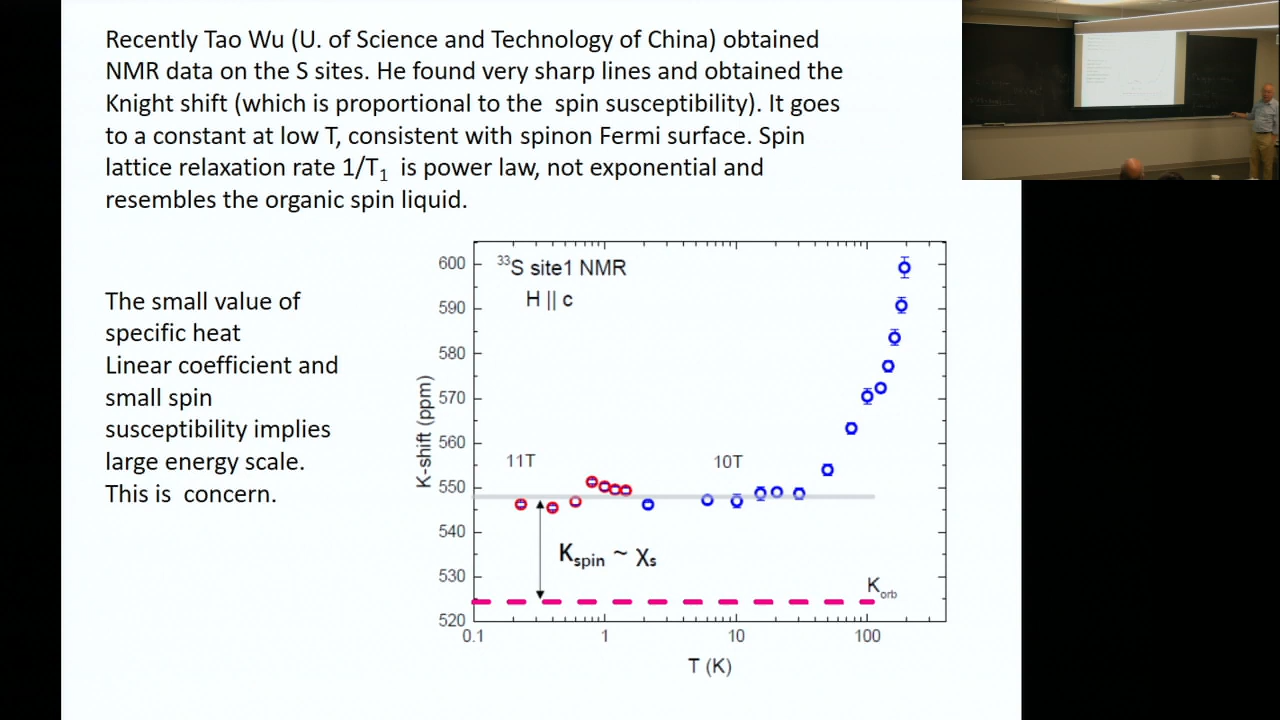 Recently Tao Wu (U. of Science and Technology of China) obtained
NMR data on the S sites. He found very sharp lines and obtained the
Knight shift (which is proportional to the spin susceptibility). It goes
to a constant at low T, consistent with spinon Fermi surface. Spin
lattice relaxation rate 1/T₁ is power law, not exponential and
resembles the organic spin liquid.
The small value of
specific heat
Linear coefficient and
small spin
susceptibility implies
large energy scale.
This is concern.
³³S site1 NMR
H || c
K-shift (ppm)
600
590
580
570
560
550
540
530
520
11T
10T
Kspin ~ χs
Korb
0.1
1
10
100
T (K)